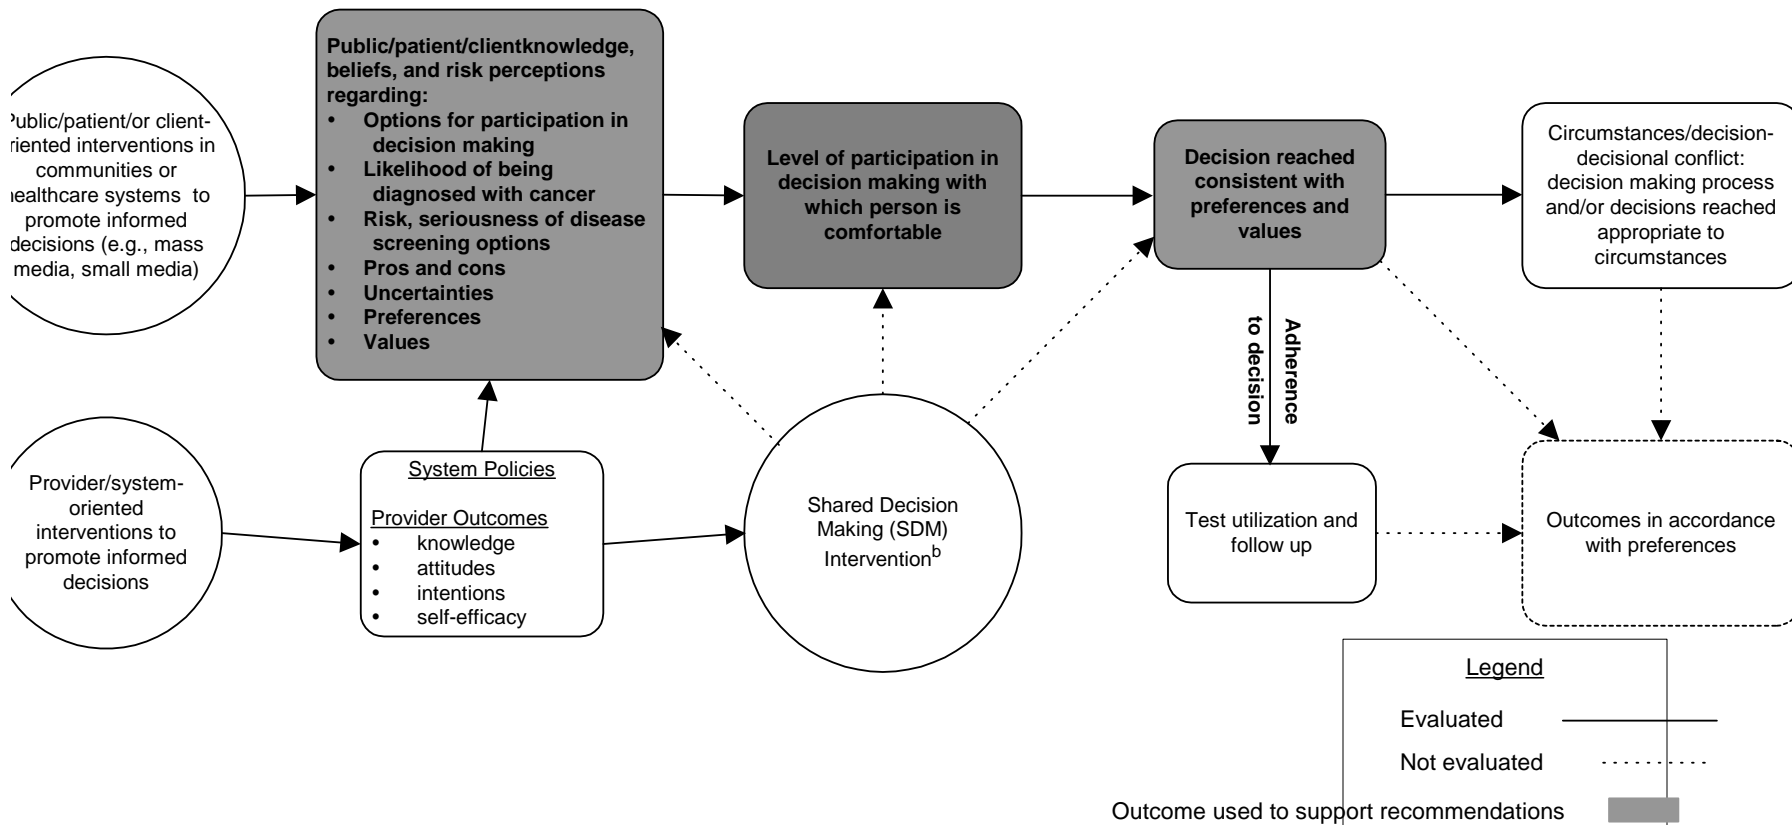 Public/patient/or client-
riented interventions in
communities or
healthcare systems to
promote informed
decisions (e.g., mass
media, small media)
Public/patient/clientknowledge,
beliefs, and risk perceptions
regarding:
• Options for participation in
decision making
• Likelihood of being
diagnosed with cancer
• Risk, seriousness of disease
screening options
• Pros and cons
• Uncertainties
• Preferences
• Values
Level of participation in
decision making with
which person is
comfortable
Decision reached
consistent with
preferences and
values
Circumstances/decision-
decisional conflict:
decision making process
and/or decisions reached
appropriate to
circumstances
Adherence
to decision
Provider/system-
oriented
interventions to
promote informed
decisions
System Policies
Provider Outcomes
• knowledge
• attitudes
• intentions
• self-efficacy
Shared Decision
Making (SDM)
Intervention^b
Test utilization and
follow up
Outcomes in accordance
with preferences
Legend
Evaluated
Not evaluated
Outcome used to support recommendations